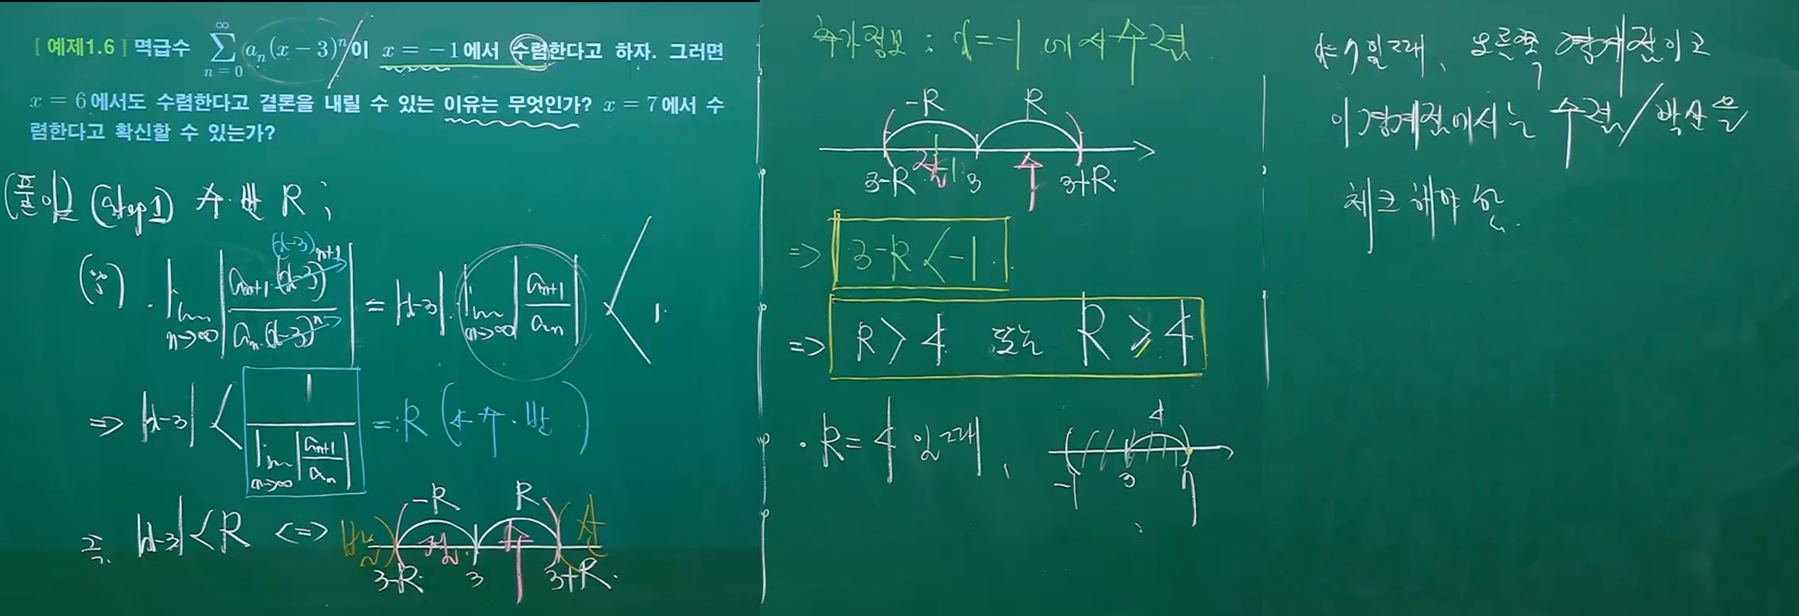 [예제1.6] 멱급수 \sum_{n=0}^{\infty} a_n(x-3)^n 이 x=-1에서 수렴한다고 하자. 그러면
x=6에서도 수렴한다고 결론을 내릴 수 있는 이유는 무엇인가? x=7에서 수
렴한다고 확신할 수 있는가?
(풀이) (step1) 수.반 R ;
(i) \cdot \lim_{n\to\infty} \left|\frac{a_{n+1}\cdot(x-3)^{n+1}}{a_n\cdot(x-3)^n}\right| = |x-3|\cdot\lim_{n\to\infty}\left|\frac{a_{n+1}}{a_n}\right| < 1.
(x-3)
\Rightarrow |x-3| < \frac{1}{\lim_{n\to\infty}\left|\frac{a_{n+1}}{a_n}\right|} =: R ( 수.반 )
즉. |x-3| < R <=>
-R R
발 수렴 산
3-R. 3 3+R.
추가정보 : x=-1 에서 수렴
-R R
수렴 -1
3-R 3 3+R.
=> 3-R < -1.
=> R > 4 또는 R ≥ 4
· R = 4 일때,
4
-1 3 7
x=7일때, 오른쪽 경계점이고
이 경계점에서는 수렴/발산을
체크해야 함.